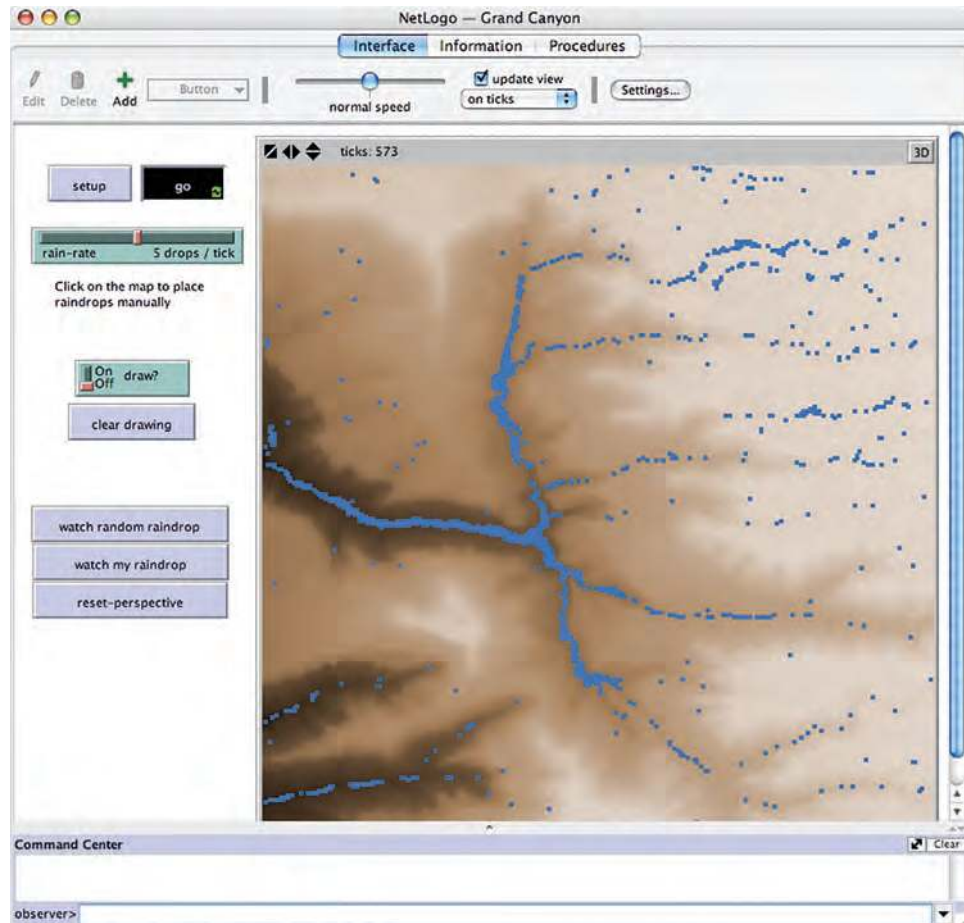 NetLogo — Grand Canyon
Interface Information Procedures
Edit Delete Add Button normal speed update view on ticks Settings...
ticks: 573 3D
setup go
rain-rate 5 drops / tick
Click on the map to place
raindrops manually
On
Off draw?
clear drawing
watch random raindrop
watch my raindrop
reset-perspective
Command Center Clear
observer>